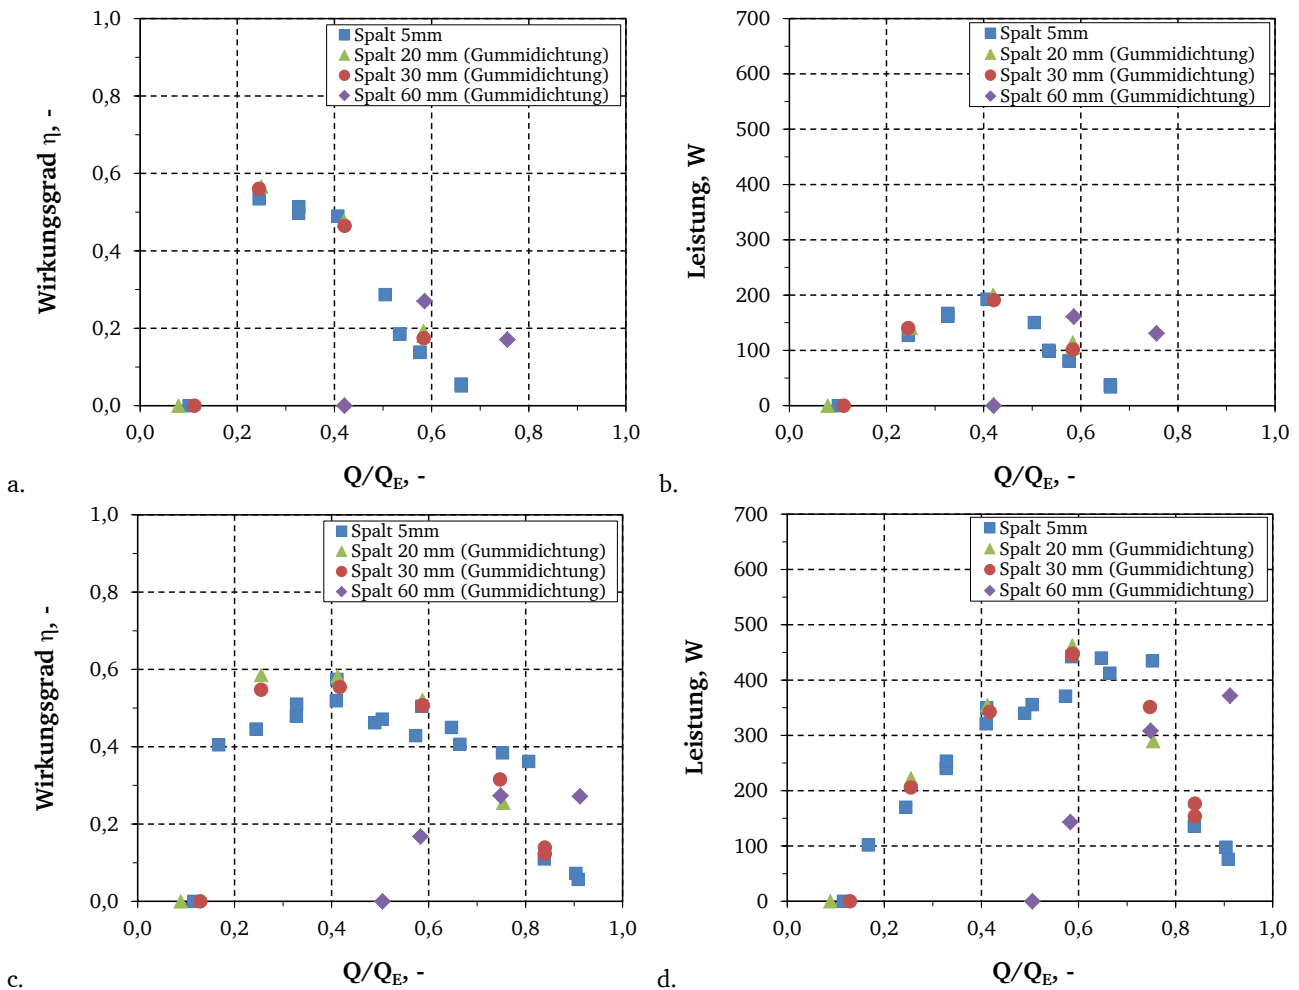 1,0
0,8
0,6
0,4
0,2
0,0
Wirkungsgrad η, -
Spalt 5mm
Spalt 20 mm (Gummidichtung)
Spalt 30 mm (Gummidichtung)
Spalt 60 mm (Gummidichtung)
0,0 0,2 0,4 0,6 0,8 1,0
Q/QE, -
a.
700
600
500
400
300
200
100
0
Leistung, W
Spalt 5mm
Spalt 20 mm (Gummidichtung)
Spalt 30 mm (Gummidichtung)
Spalt 60 mm (Gummidichtung)
0,0 0,2 0,4 0,6 0,8 1,0
Q/QE, -
b.
1,0
0,8
0,6
0,4
0,2
0,0
Wirkungsgrad η, -
Spalt 5mm
Spalt 20 mm (Gummidichtung)
Spalt 30 mm (Gummidichtung)
Spalt 60 mm (Gummidichtung)
0,0 0,2 0,4 0,6 0,8 1,0
Q/QE, -
c.
700
600
500
400
300
200
100
0
Leistung, W
Spalt 5mm
Spalt 20 mm (Gummidichtung)
Spalt 30 mm (Gummidichtung)
Spalt 60 mm (Gummidichtung)
0,0 0,2 0,4 0,6 0,8 1,0
Q/QE, -
d.